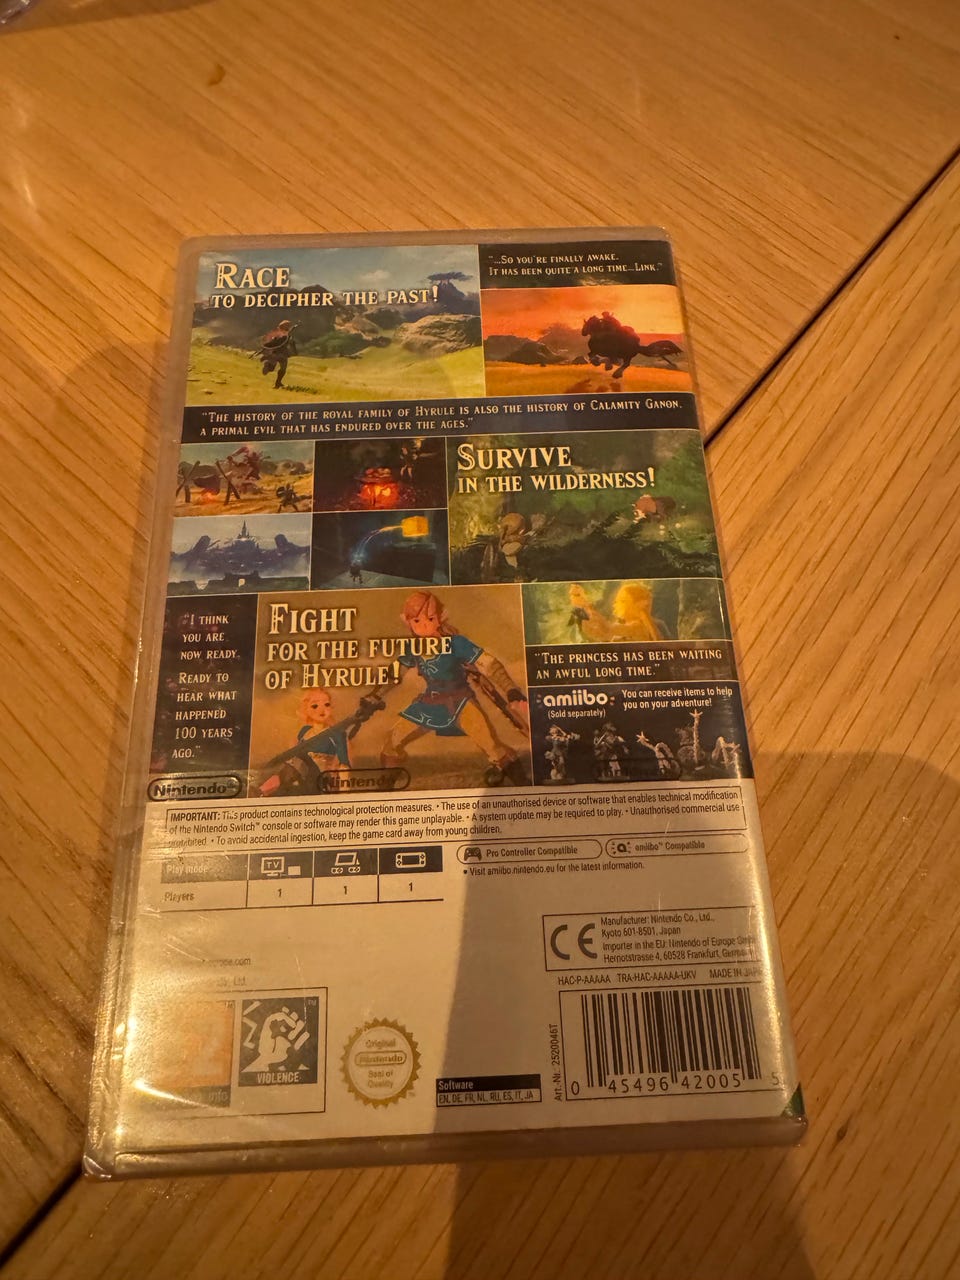 RACE
TO DECIPHER THE PAST!
"...SO YOU'RE FINALLY AWAKE.
IT HAS BEEN QUITE A LONG TIME...LINK."
"THE HISTORY OF THE ROYAL FAMILY OF HYRULE IS ALSO THE HISTORY OF CALAMITY GANON.
A PRIMAL EVIL THAT HAS ENDURED OVER THE AGES."
SURVIVE
IN THE WILDERNESS!
"I THINK
YOU ARE
NOW READY.
READY TO
HEAR WHAT
HAPPENED
100 YEARS
AGO."
FIGHT
FOR THE FUTURE
OF HYRULE!
"THE PRINCESS HAS BEEN WAITING
AN AWFUL LONG TIME."
amiibo
(Sold separately)
You can receive items to help
you on your adventure!
Nintendo
Nintendo
IMPORTANT: This product contains technological protection measures. • The use of an unauthorised device or software that enables technical modification
of the Nintendo Switch™ console or software may render this game unplayable. • A system update may be required to play. • Unauthorised commercial use
prohibited. • To avoid accidental ingestion, keep the game card away from young children.
Play mode
TV
Players
1
1
1
Pro Controller Compatible
amiibo™ Compatible
• Visit amiibo.nintendo.eu for the latest information.
CE
Manufacturer: Nintendo Co., Ltd.,
Kyoto 601-8501, Japan
Importer in the EU: Nintendo of Europe
Herriotstrasse 4, 60528 Frankfurt,
HAC-P-AAAAA TRA-HAC-AAAAA-UKV MADE IN
VIOLENCE
™
Original
Nintendo
Seal of
Quality
™
Software
EN, DE, FR, NL, RU, ES, IT, JA
Art.-Nr. 2520046T
0 45496 42005 5